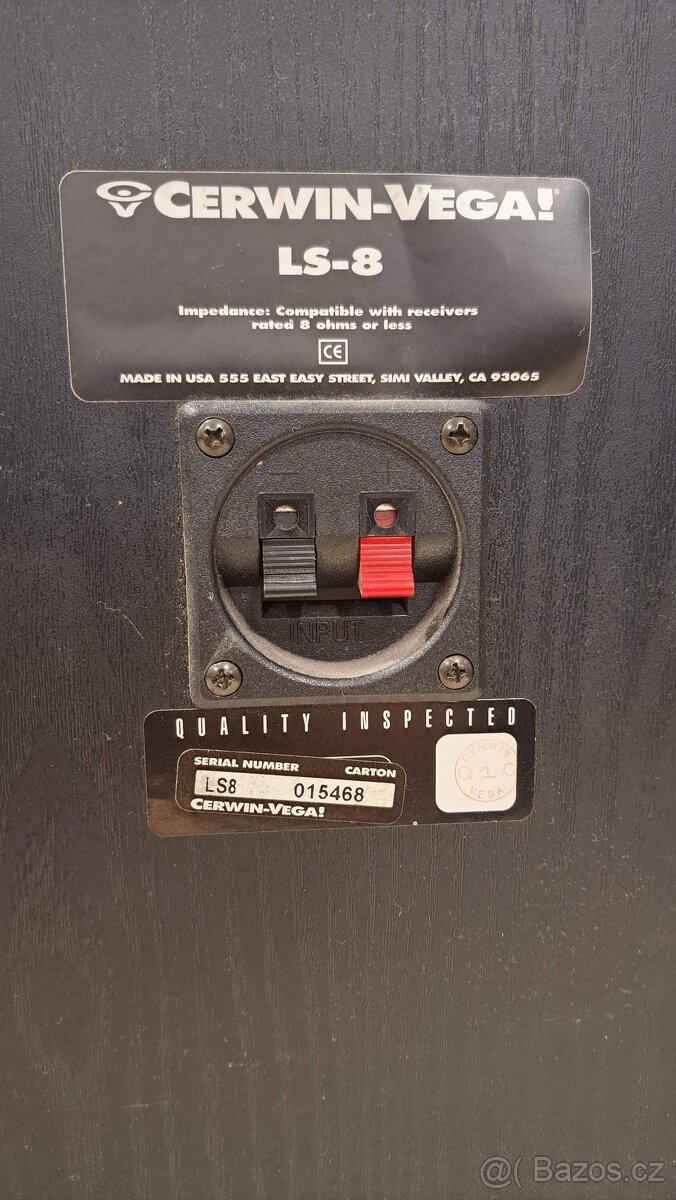 CERWIN-VEGA!®
LS-8
Impedance: Compatible with receivers
rated 8 ohms or less
CE
MADE IN USA 555 EAST EASY STREET, SIMI VALLEY, CA 93065
- +
INPUT
QUALITY INSPECTED
SERIAL NUMBER CARTON
LS8 015468
CERWIN-VEGA!
CERWIN
Q1C
VEGA
@( Bazos.cz